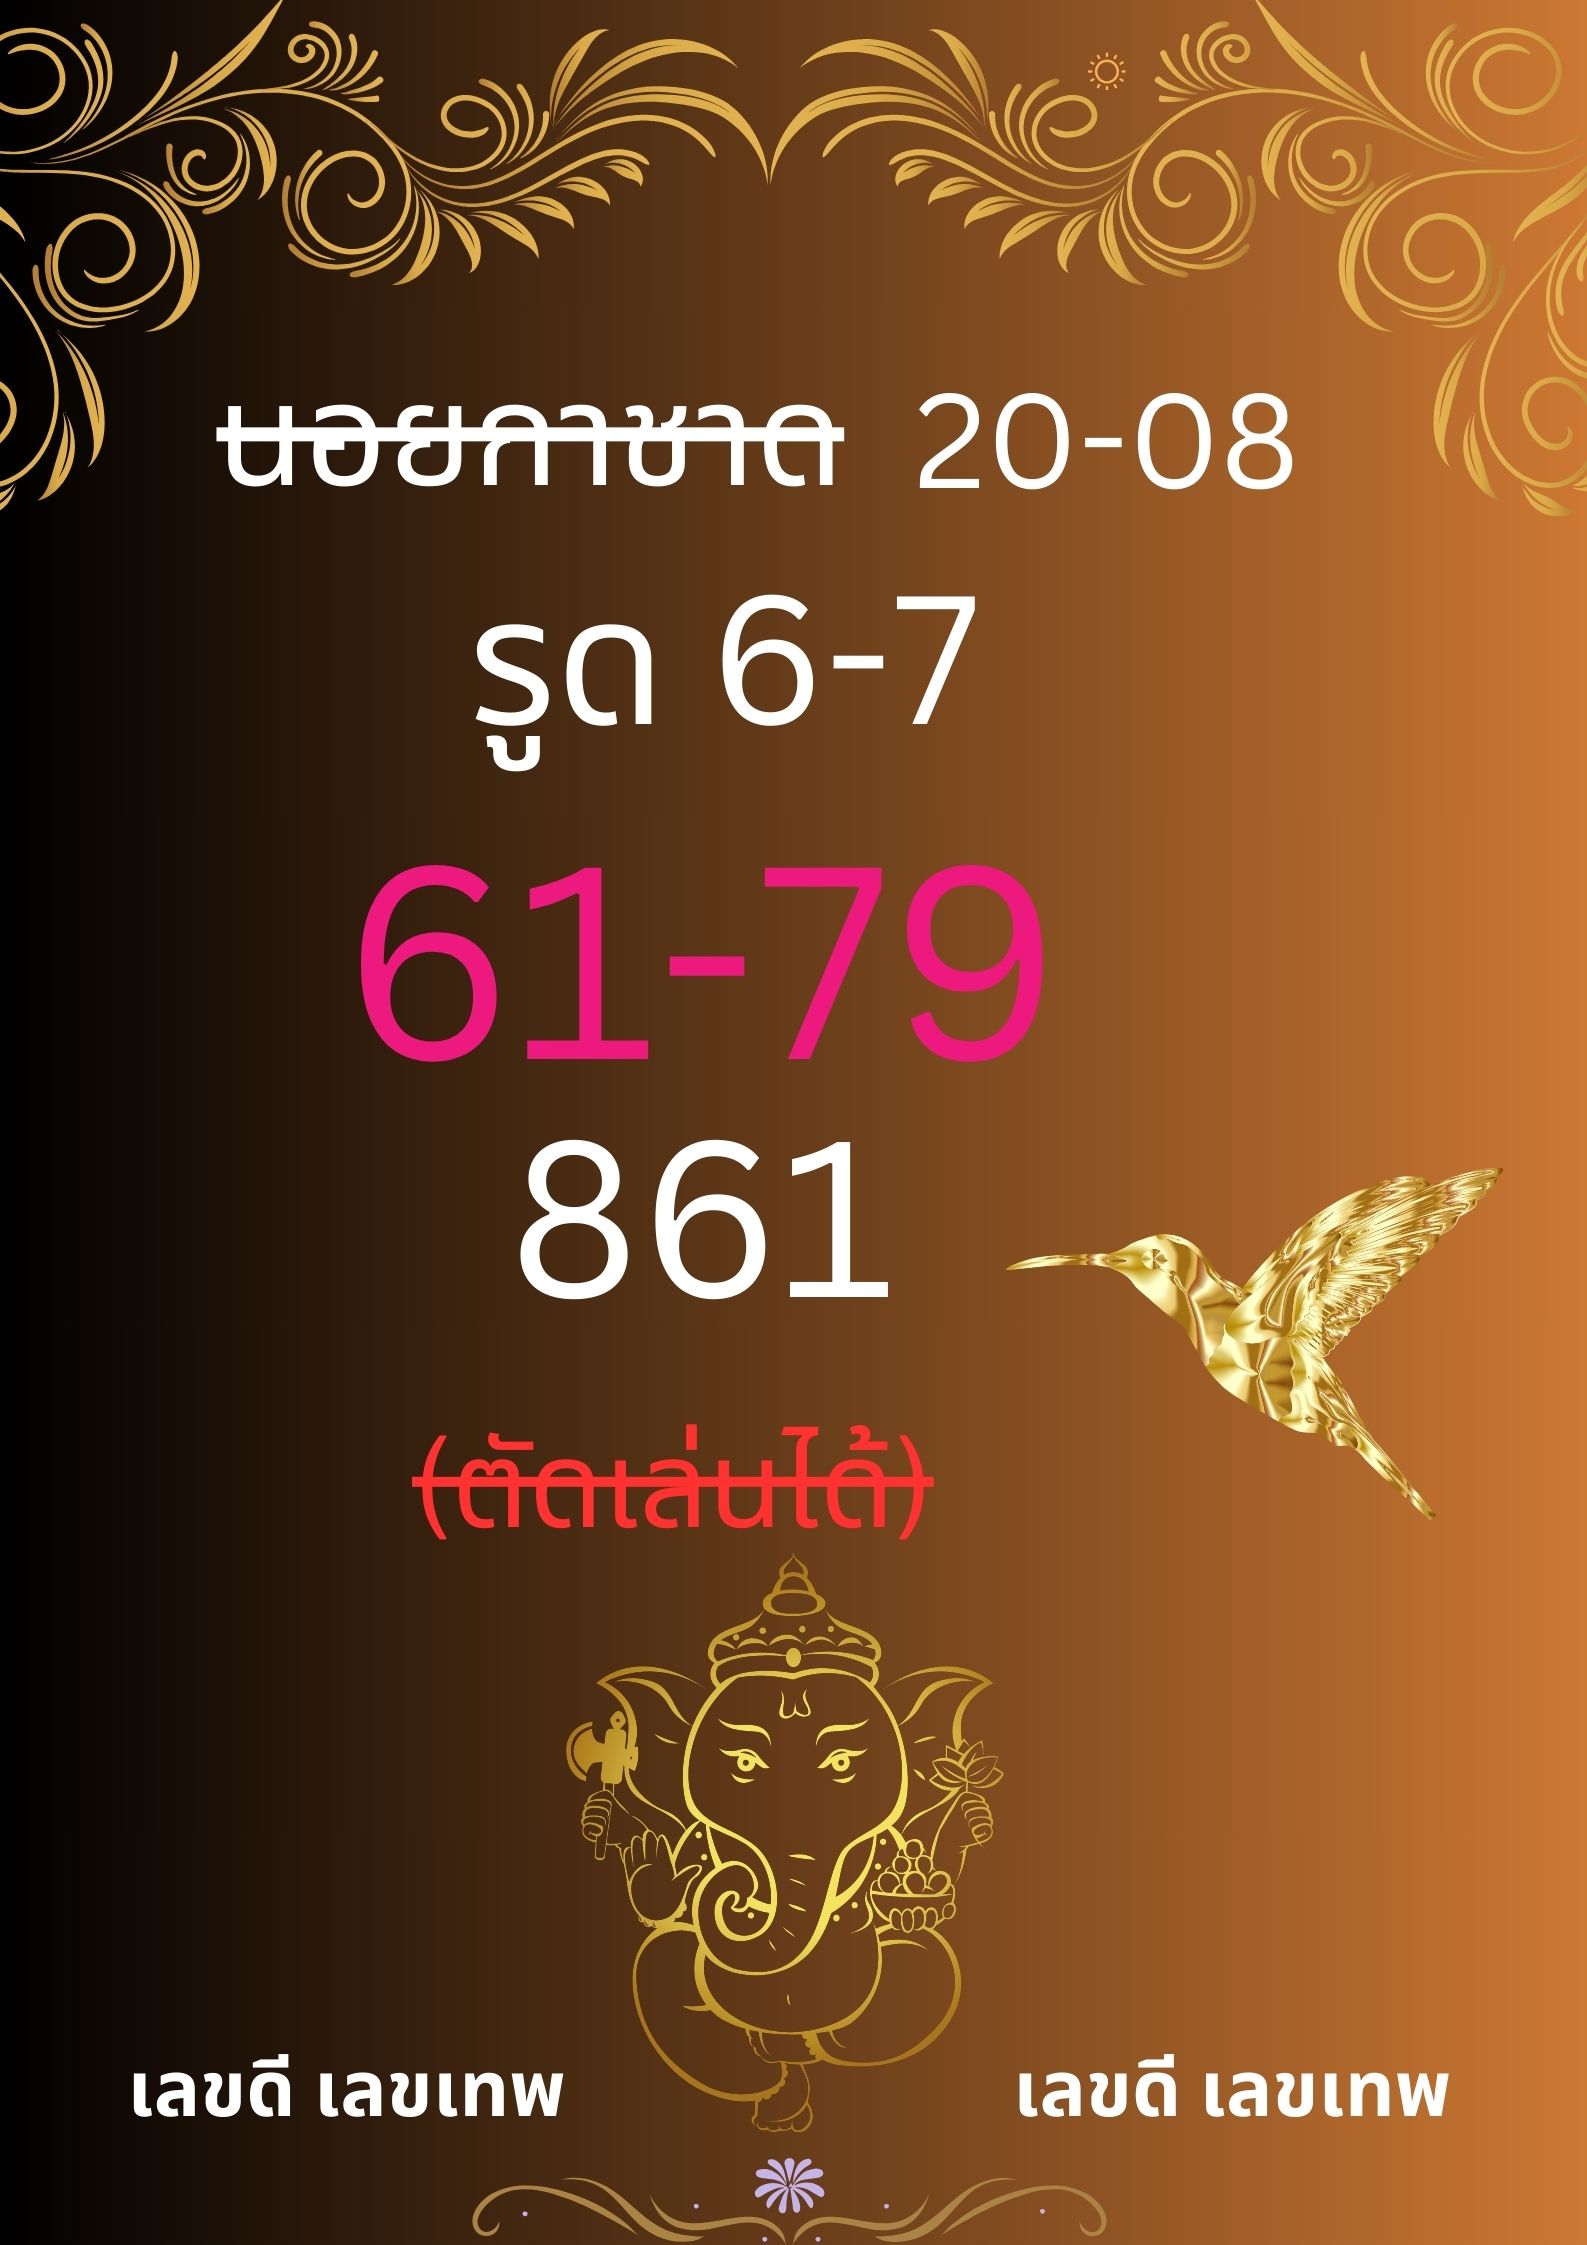 นอยกาชาด 20-08
รูด 6-7
61-79
861
(ตัดเล่นได้)
เลขดี เลขเทพ
เลขดี เลขเทพ